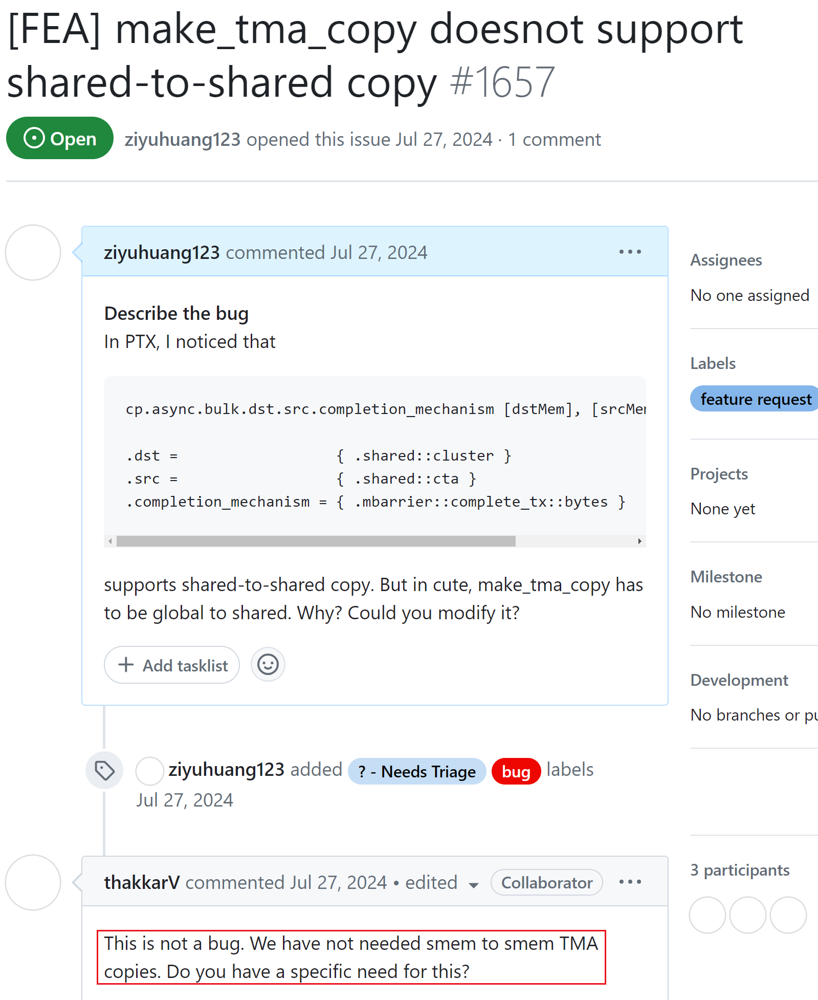 [FEA] make_tma_copy doesnot support
shared-to-shared copy #1657
Open ziyuhuang123 opened this issue Jul 27, 2024 · 1 comment
ziyuhuang123 commented Jul 27, 2024
Describe the bug
In PTX, I noticed that
cp.async.bulk.dst.src.completion_mechanism [dstMem],
.dst = { .shared::cluster }
.src = { .shared::cta }
.completion_mechanism = { .mbarrier::complete_tx::bytes }
supports shared-to-shared copy. But in cute, make_tma_copy has
to be global to shared. Why? Could you modify it?
Add tasklist
ziyuhuang123 added ? - Needs Triage bug labels
Jul 27, 2024
thakkarV commented Jul 27, 2024 • edited Collaborator
This is not a bug. We have not needed smem to smem TMA
copies. Do you have a specific need for this?
Assignees
No one assigned
Labels
feature request
Projects
None yet
Milestone
No milestone
Development
No branches or
3 participants